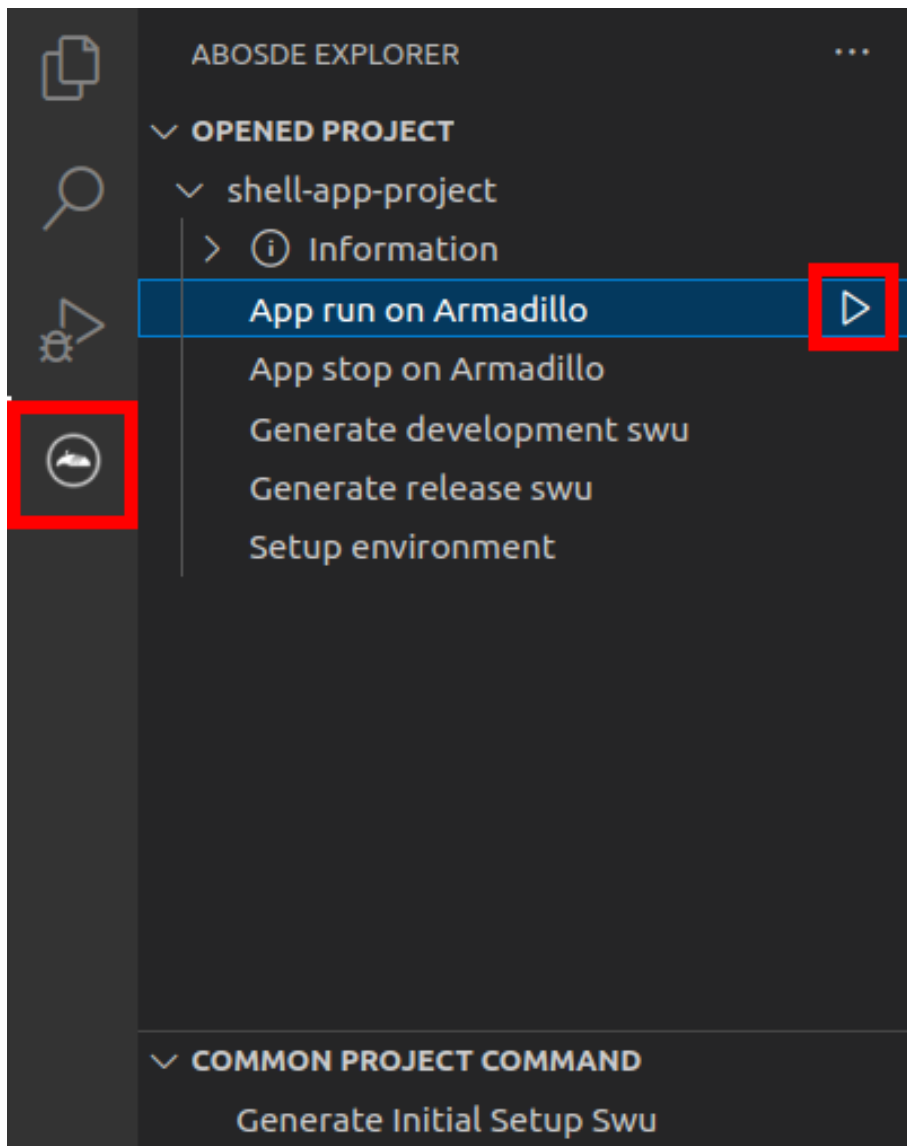 ABOSDE EXPLORER
OPENED PROJECT
shell-app-project
Information
App run on Armadillo
App stop on Armadillo
Generate development swu
Generate release swu
Setup environment
COMMON PROJECT COMMAND
Generate Initial Setup Swu